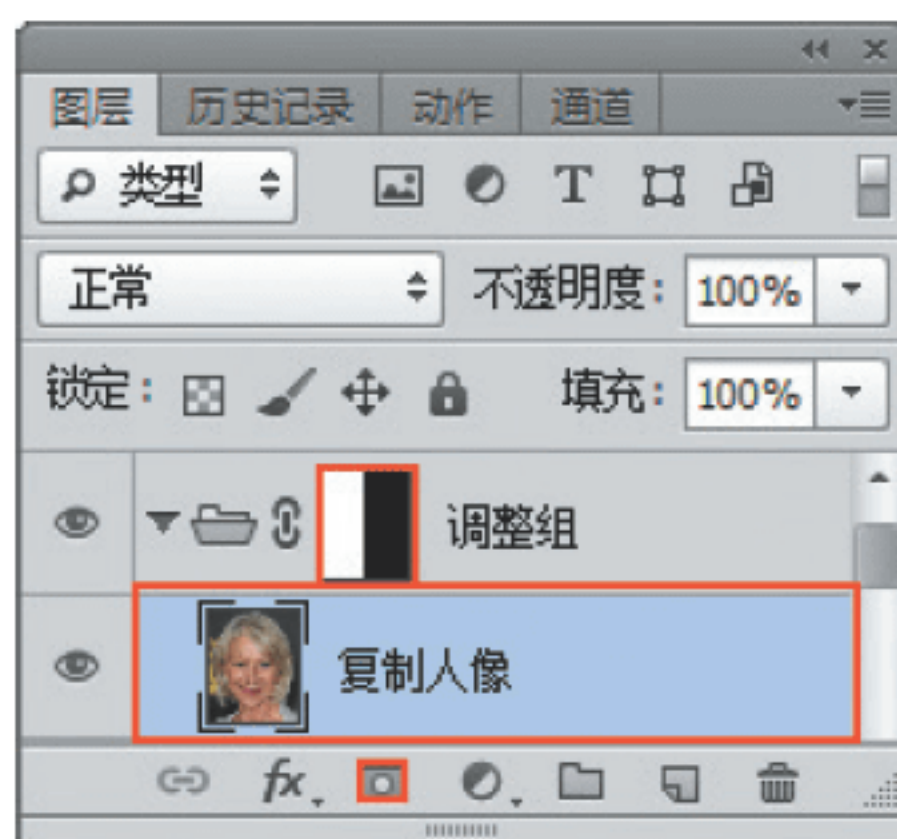 图层 历史记录 动作 通道
类型 T
正常 不透明度: 100%
锁定: 填充: 100%
调整组
复制人像
fx